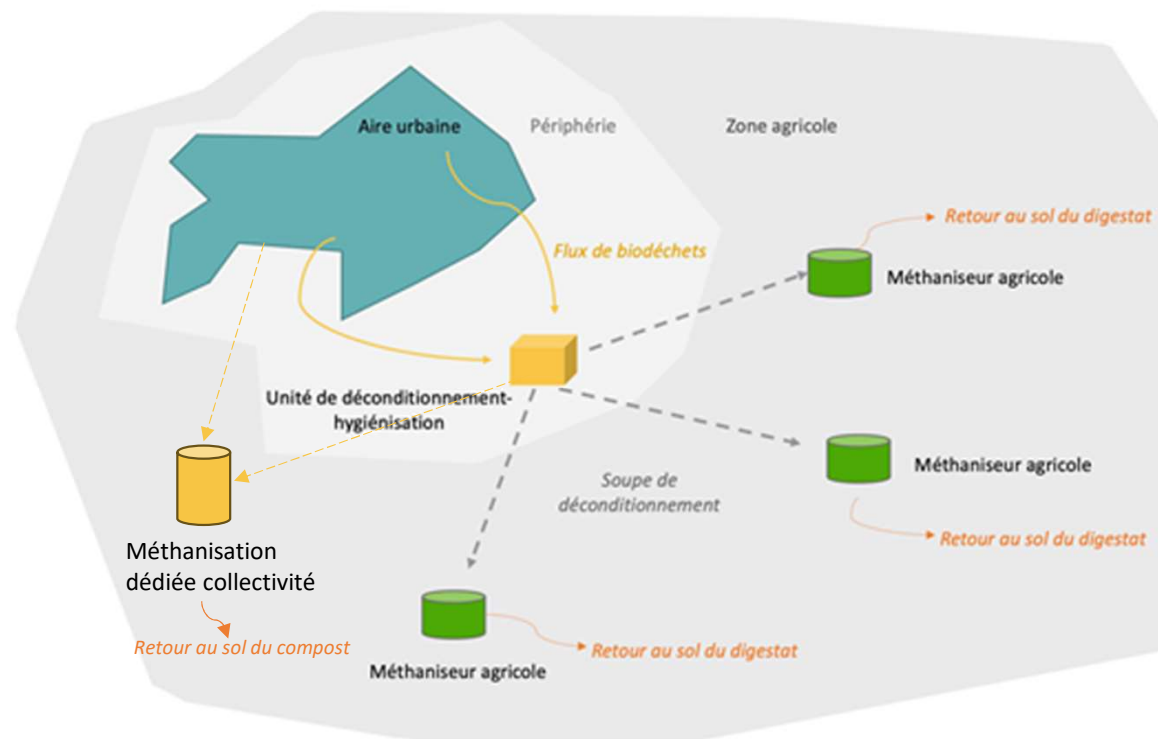 Aire urbaine
Périphérie
Zone agricole
Retour au sol du digestat
Flux de biodéchets
Méthaniseur agricole
Unité de déconditionnement-
hygiénisation
Méthaniseur agricole
Soupe de
déconditionnement
Retour au sol du digestat
Méthanisation
dédiée collectivité
Retour au sol du compost
Retour au sol du digestat
Méthaniseur agricole